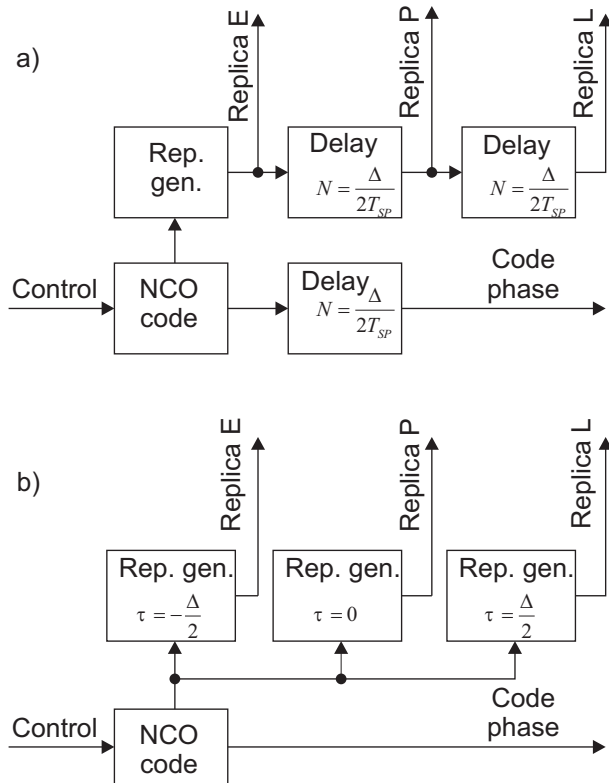 a)
Replica E
Replica P
Replica L
Rep.
gen.
Delay
N = Δ / 2T_SP
Delay
N = Δ / 2T_SP
Control
NCO
code
Delay
N = Δ / 2T_SP
Code
phase
b)
Replica E
Replica P
Replica L
Rep. gen.
τ = −Δ / 2
Rep. gen.
τ = 0
Rep. gen.
τ = Δ / 2
Control
NCO
code
Code
phase